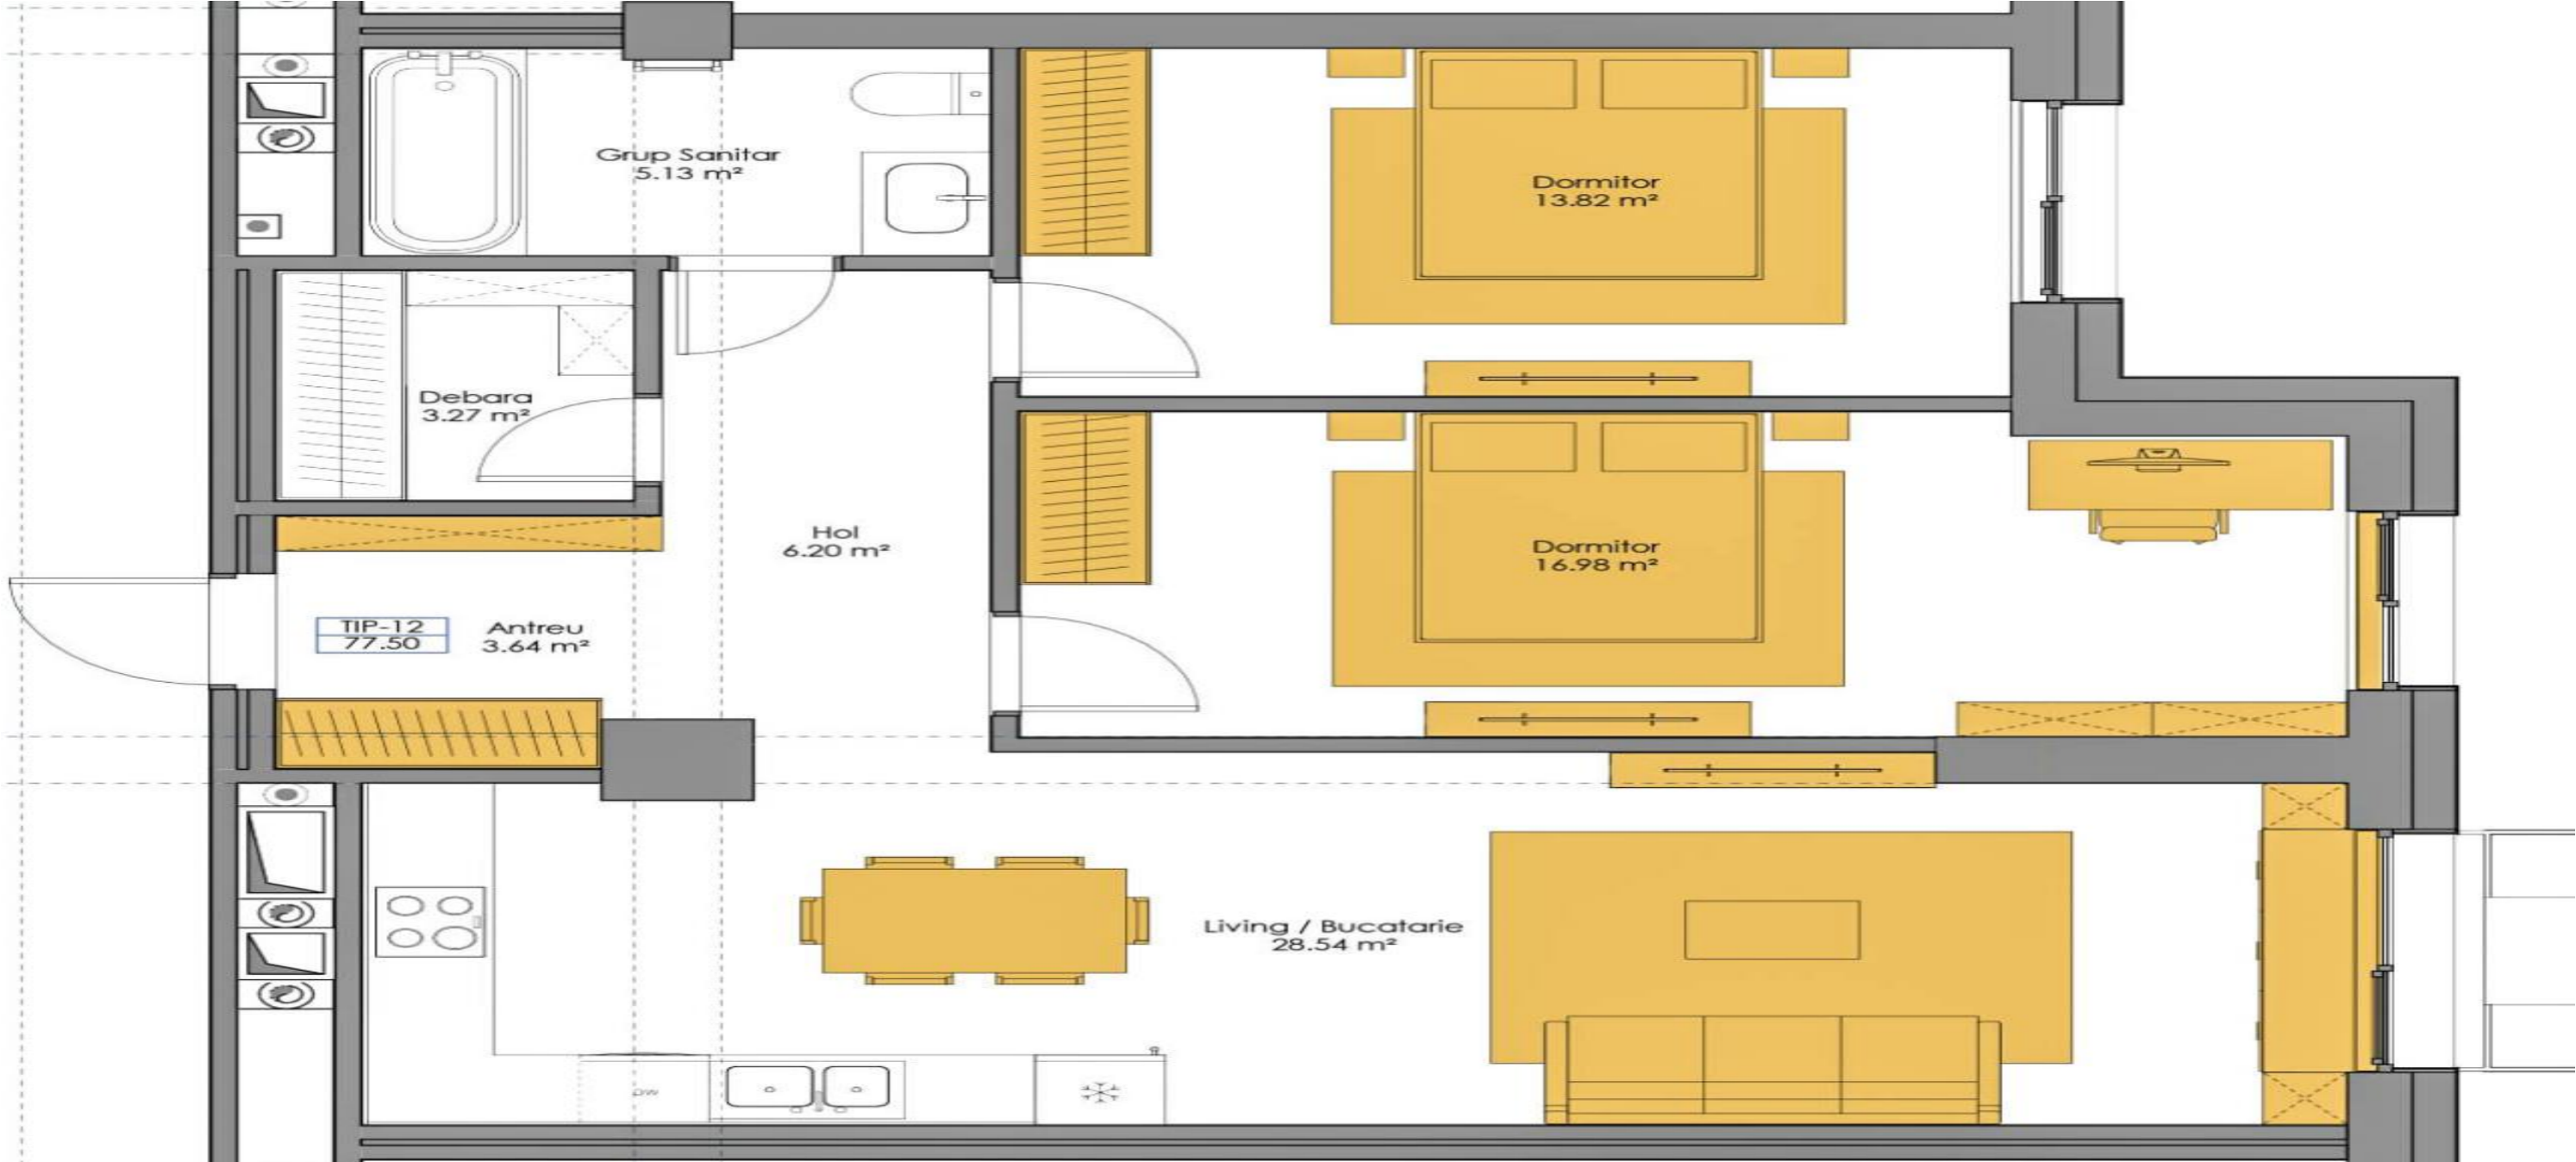 Grup Sanitar
5.13 m²
Dormitor
13.82 m²
Debara
3.27 m²
Hol
6.20 m²
Dormitor
16.98 m²
TIP-12
77.50
Antreu
3.64 m²
Living / Bucatarie
28.54 m²
DW